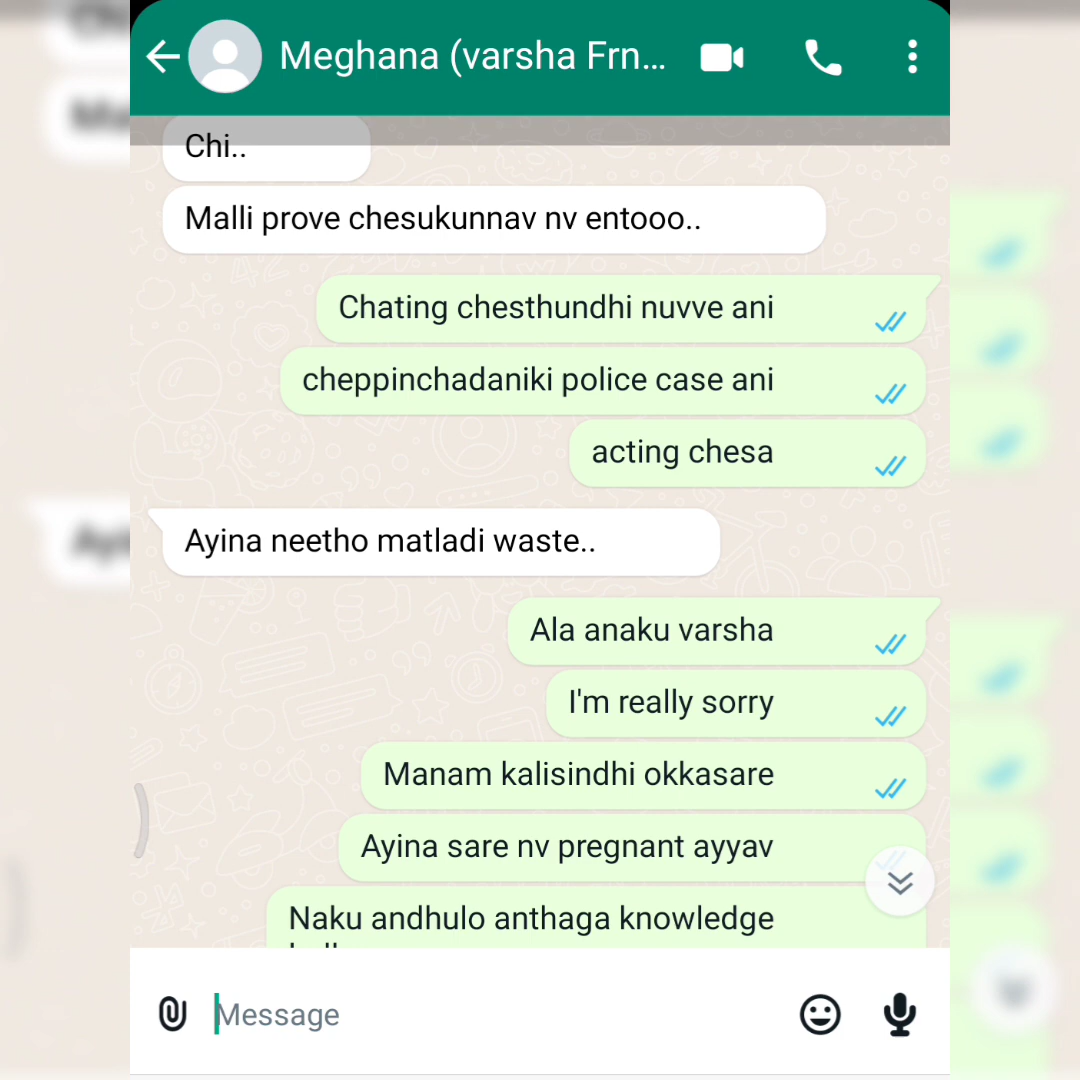 Meghana (varsha Frn...
Chi..
Malli prove chesukunnav nv entooo..
Chating chesthundhi nuvve ani
cheppinchadaniki police case ani
acting chesa
Ayina neetho matladi waste..
Ala anaku varsha
I'm really sorry
Manam kalisindhi okkasare
Ayina sare nv pregnant ayyav
Naku andhulo anthaga knowledge
Message